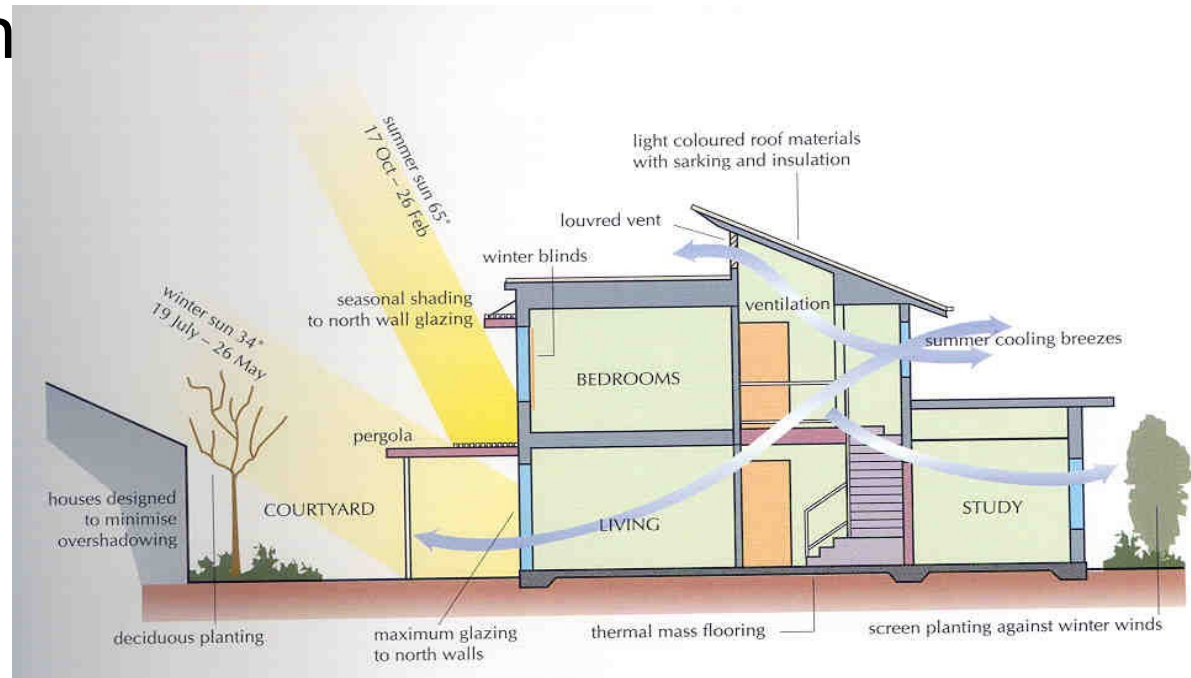 n
summer sun 65°
17 Oct – 26 Feb
light coloured roof materials
with sarking and insulation
louvred vent
winter blinds
seasonal shading
to north wall glazing
winter sun 34°
19 July – 26 May
ventilation
summer cooling breezes
BEDROOMS
pergola
houses designed
to minimise
overshadowing
COURTYARD
LIVING
STUDY
deciduous planting
maximum glazing
to north walls
thermal mass flooring
screen planting against winter winds